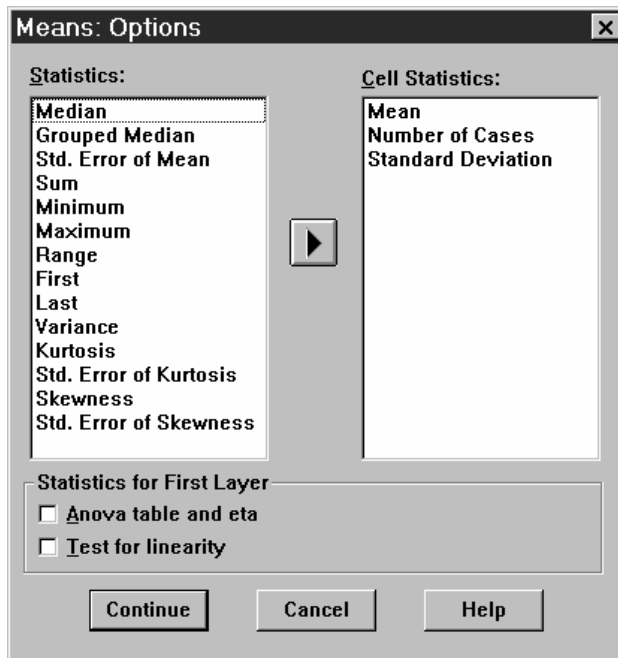 Means: Options
Statistics:
Median
Grouped Median
Std. Error of Mean
Sum
Minimum
Maximum
Range
First
Last
Variance
Kurtosis
Std. Error of Kurtosis
Skewness
Std. Error of Skewness
Cell Statistics:
Mean
Number of Cases
Standard Deviation
Statistics for First Layer
Anova table and eta
Test for linearity
Continue
Cancel
Help